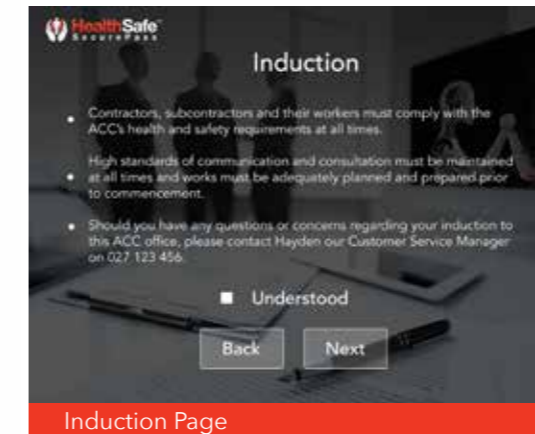 HealthSafe
SecurePass
Induction
• Contractors, subcontractors and their workers must comply with the
ACC's health and safety requirements at all times.
High standards of communication and consultation must be maintained
• at all times and works must be adequately planned and prepared prior
to commencement.
• Should you have any questions or concerns regarding your induction to
this ACC office, please contact Hayden our Customer Service Manager
on 027 123 456.
Understood
Back Next
Induction Page